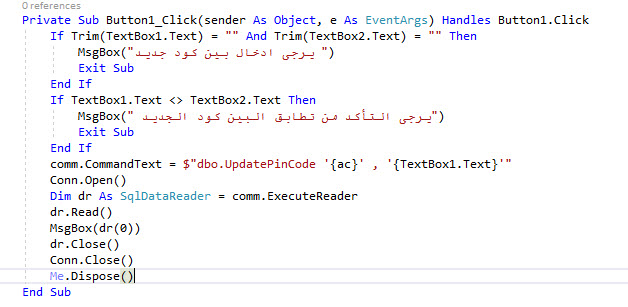 0 references
Private Sub Button1_Click(sender As Object, e As EventArgs) Handles Button1.Click
If Trim(TextBox1.Text) = "" And Trim(TextBox2.Text) = "" Then
MsgBox("يرجى ادخال بين كود جديد ")
Exit Sub
End If
If TextBox1.Text <> TextBox2.Text Then
MsgBox(" يرجى التأكد من تطابق البين كود الجديد")
Exit Sub
End If
comm.CommandText = $"dbo.UpdatePinCode '{ac}' , '{TextBox1.Text}'"
Conn.Open()
Dim dr As SqlDataReader = comm.ExecuteReader
dr.Read()
MsgBox(dr(0))
dr.Close()
Conn.Close()
Me.Dispose()
End Sub